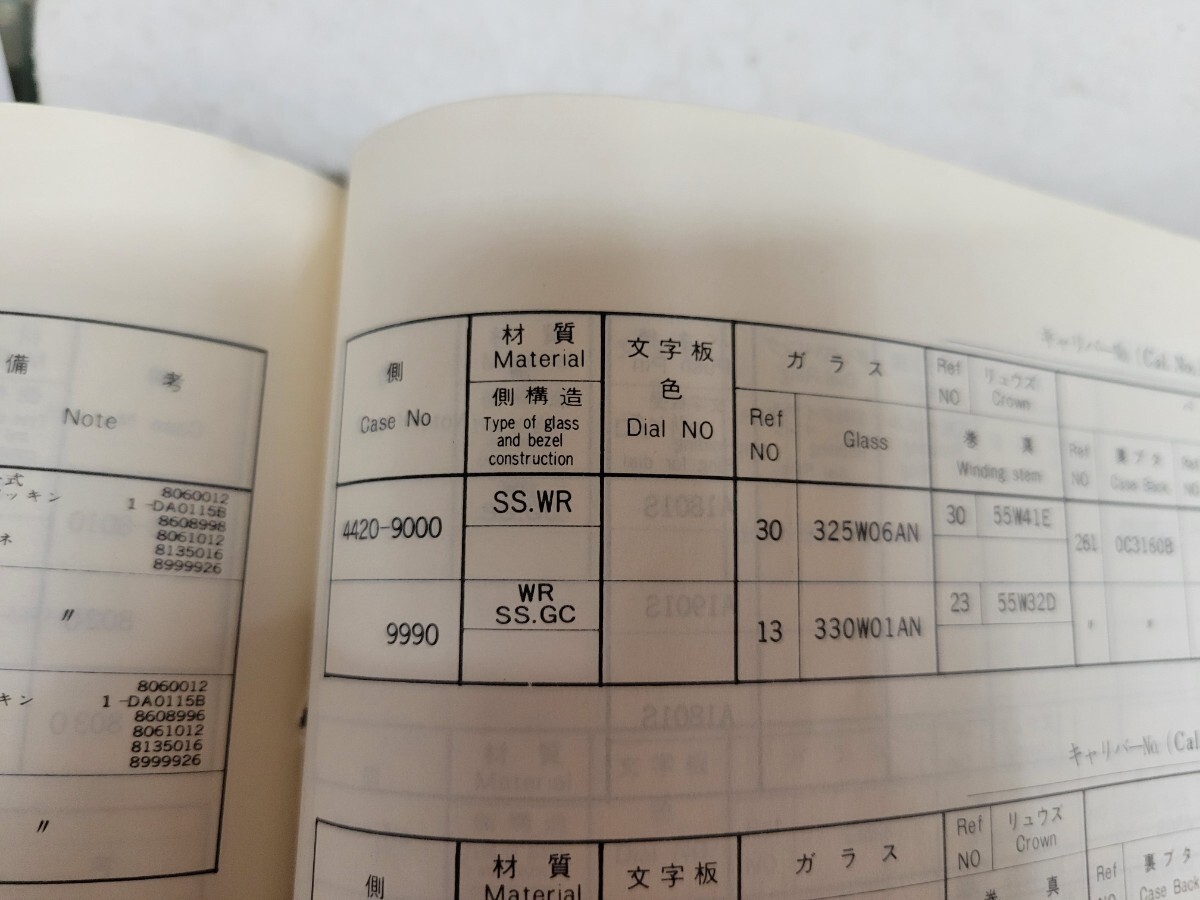 備 考
Note
式
ッキン 1-DA0115B
8060012
8608998
ネ 8061012
8135016
8999926
〃
8060012
キン 1-DA0115B
8608996
8061012
8135016
8999926
〃
キャリバーNo. (Cal. No.
側
Case No
材 質
Material
側構造
Type of glass
and bezel
construction
文字板
色
Dial NO
ガ ラ ス
Ref
NO
Glass
Ref
NO
リュウズ
Crown
巻 真
Winding stem
Ref
NO
裏ブタ
Case Back
4420-9000
SS.WR
30
325W06AN
30
55W41E
261
0C3160B
9990
WR
SS.GC
13
330W01AN
23
55W32D
〃
〃
キャリバーNo. (Cal.
側
材 質
Material
文字板
ガ ラ ス
Ref
NO
リュウズ
Crown
巻 真
Ref
裏ブタ
Case Back